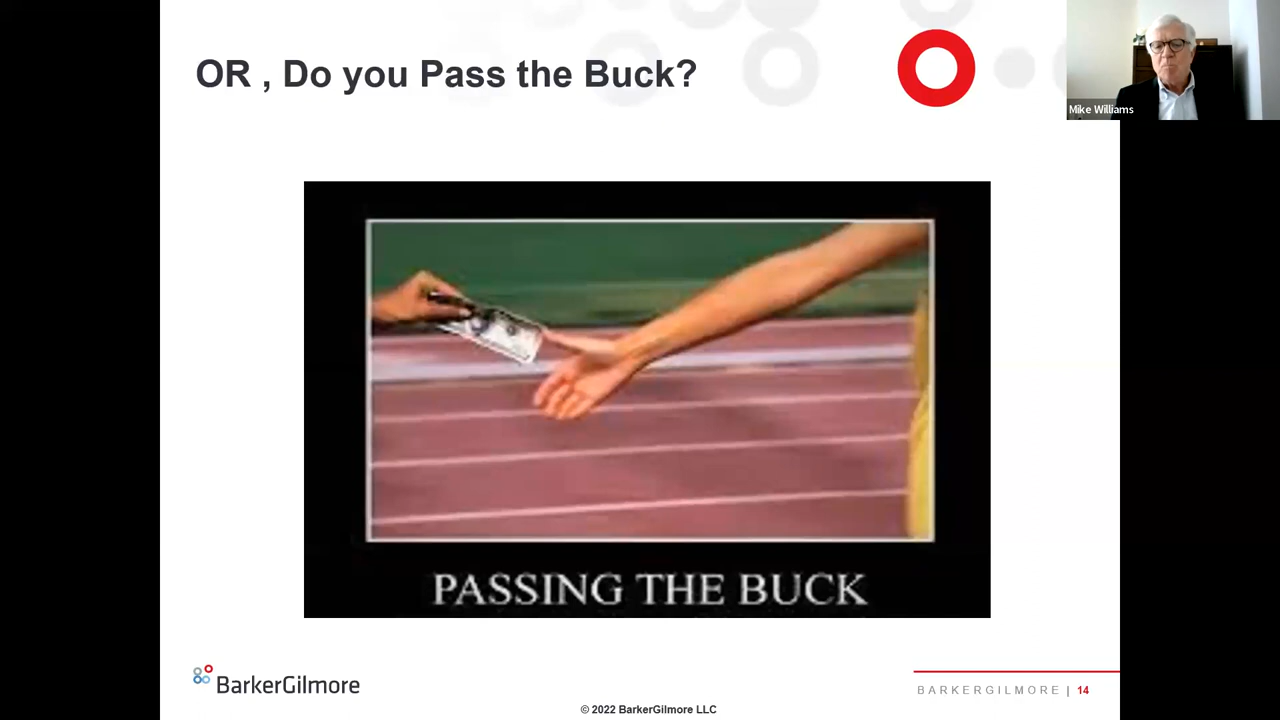 OR , Do you Pass the Buck?
Mike Williams
PASSING THE BUCK
BarkerGilmore
BARKERGILMORE | 14
© 2022 BarkerGilmore LLC